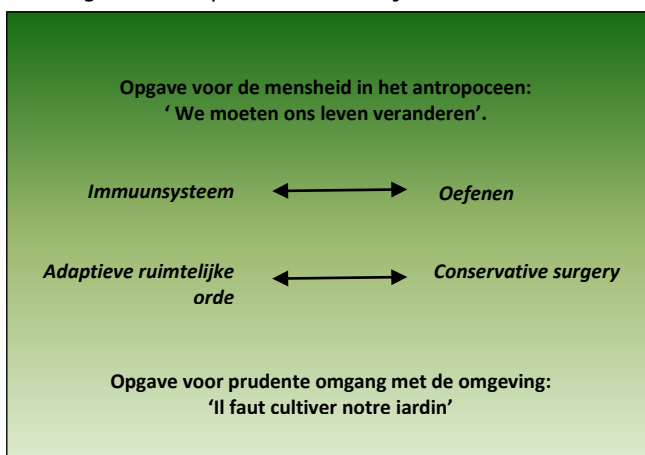 Opgave voor de mensheid in het antropoceen:
‘ We moeten ons leven veranderen’.
Immuunsysteem Oefenen
Adaptieve ruimtelijke Conservative surgery
orde
Opgave voor prudente omgang met de omgeving:
‘Il faut cultiver notre jardin’